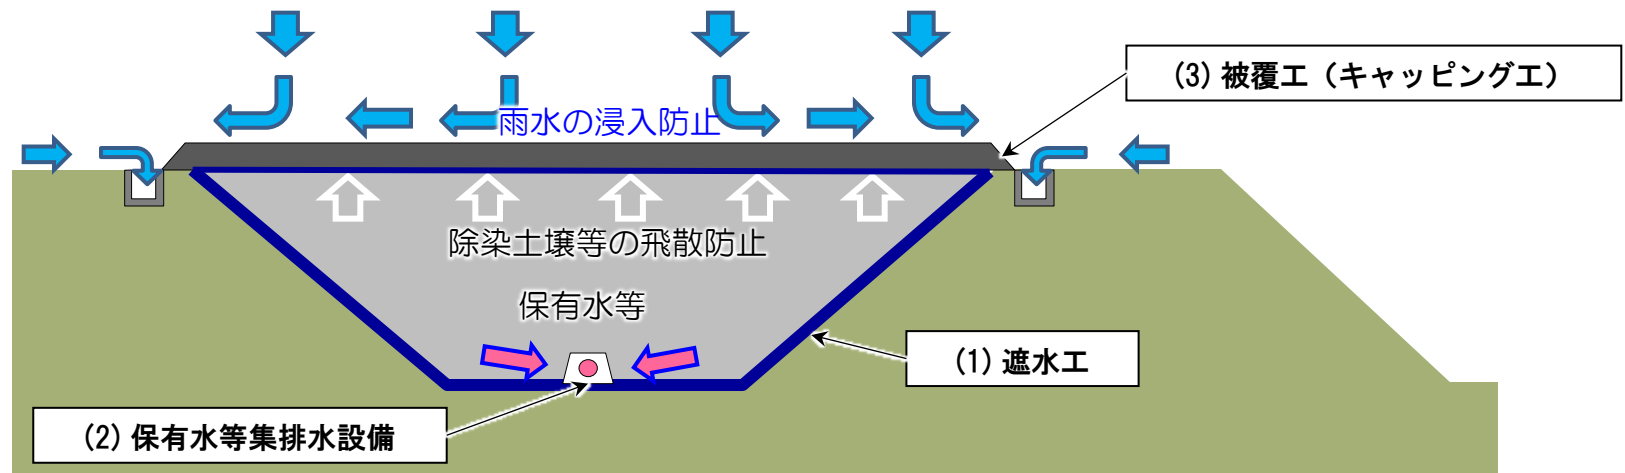 (3) 被覆工（キャッピング工）
雨水の浸入防止
除染土壌等の飛散防止
保有水等
(1) 遮水工
(2) 保有水等集排水設備